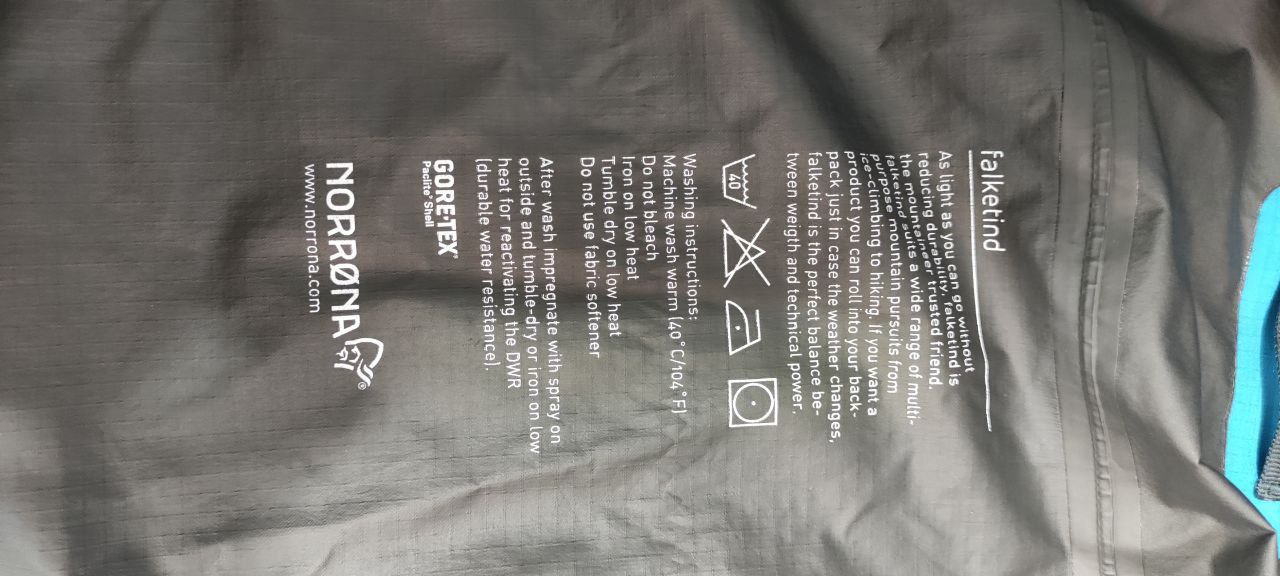 falketind
As light as you can go without
reducing durability, falketind is
the mountaineer trusted friend.
falketind suits a wide range of multi-
purpose mountain pursuits from
ice-climbing to hiking. If you want a
product you can roll into your back-
pack just in case the weather changes,
falketind is the perfect balance be-
tween weigth and technical power.
40
Washing instructions:
Machine wash warm (40°C/104°F)
Do not bleach
Iron on low heat
Tumble dry on low heat
Do not use fabric softener
After wash impregnate with spray on
outside and tumble-dry or iron on low
heat for reactivating the DWR
(durable water resistance).
GORE-TEX®
Paclite® Shell
NORRØNA®
www.norrona.com